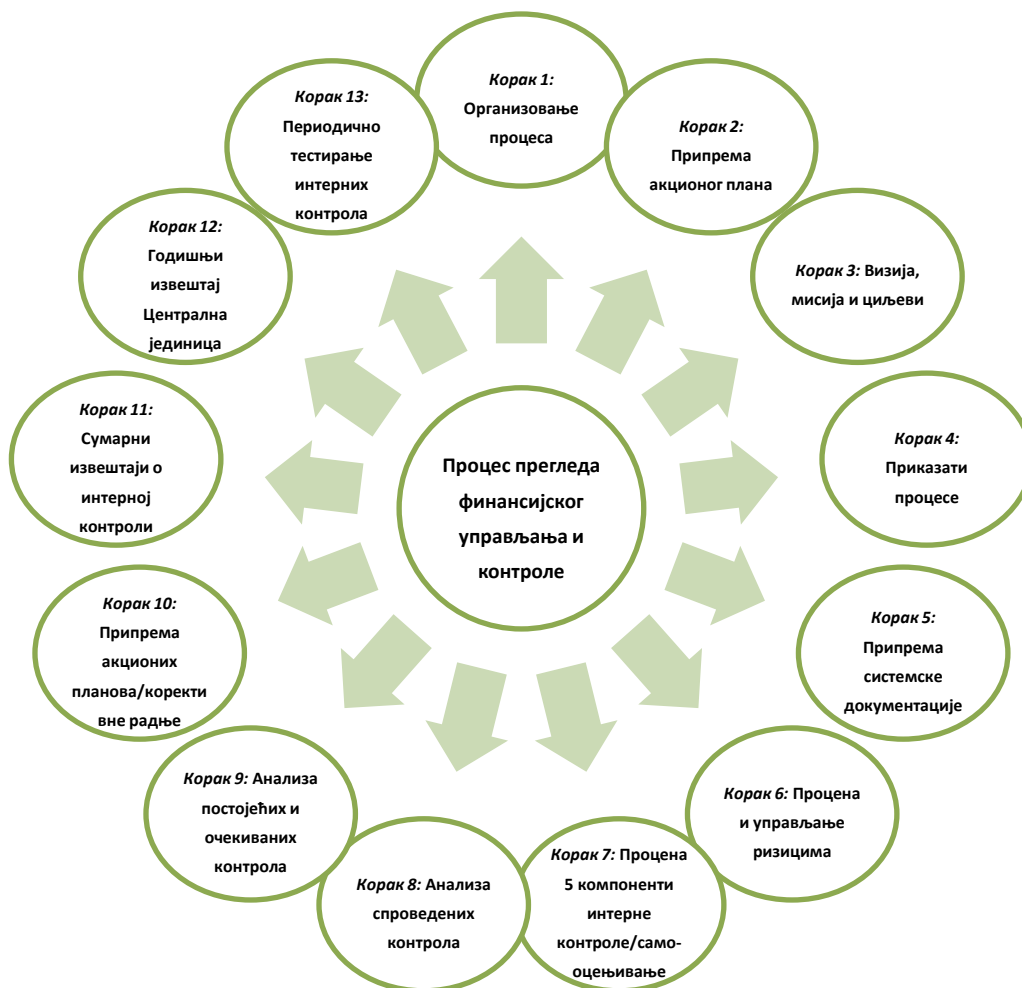 Корак 1:
Организовање
процеса
Корак 2:
Припрема
акционог плана
Корак 3: Визија,
мисија и циљеви
Корак 4:
Приказати
процесе
Корак 5:
Припрема
системске
документације
Корак 6: Процена
и управљање
ризицима
Корак 7: Процена
5 компоненти
интерне
контроле/само-
оцењивање
Корак 8: Анализа
спроведених
контрола
Корак 9: Анализа
постојећих и
очекиваних
контрола
Корак 10:
Припрема
акционих
планова/коректи
вне радње
Корак 11:
Сумарни
извештаји о
интерној
контроли
Корак 12:
Годишњи
извештај
Централна
јединица
Корак 13:
Периодично
тестирање
интерних
контрола
Процес прегледа
финансијског
управљања и
контроле